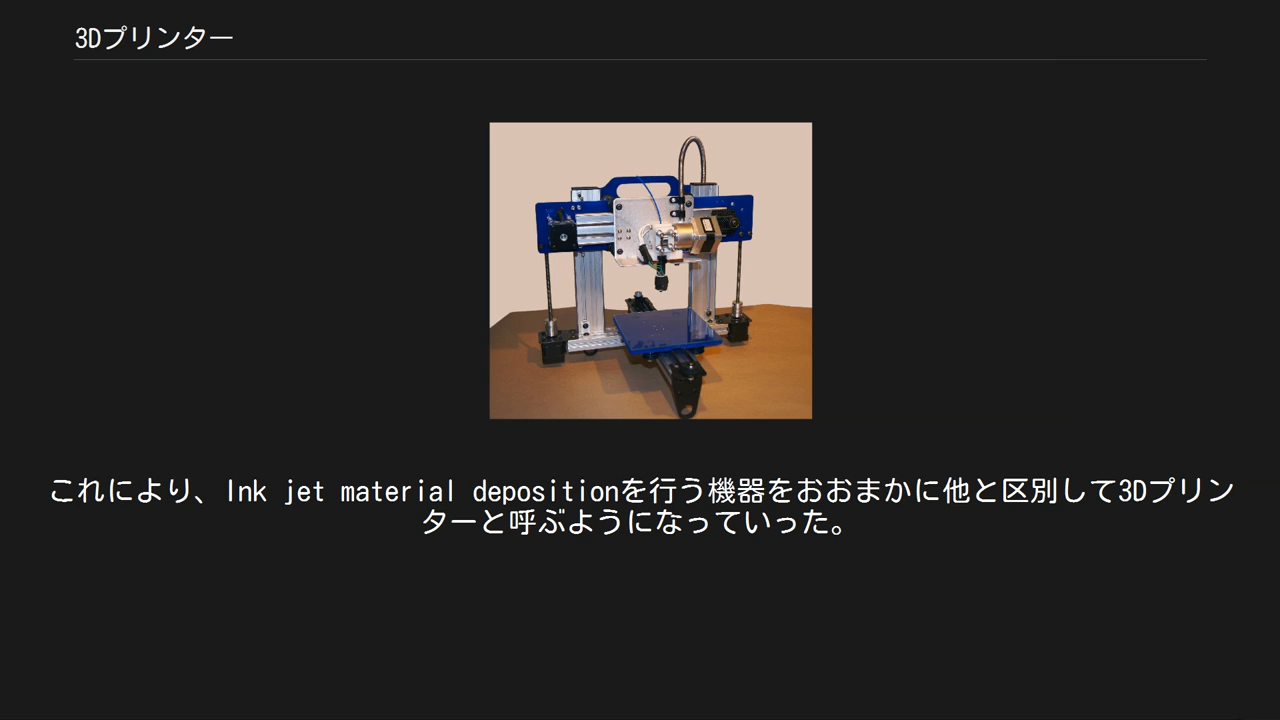 3Dプリンター
これにより、Ink jet material depositionを行う機器をおおまかに他と区別して3Dプリン
ターと呼ぶようになっていった。